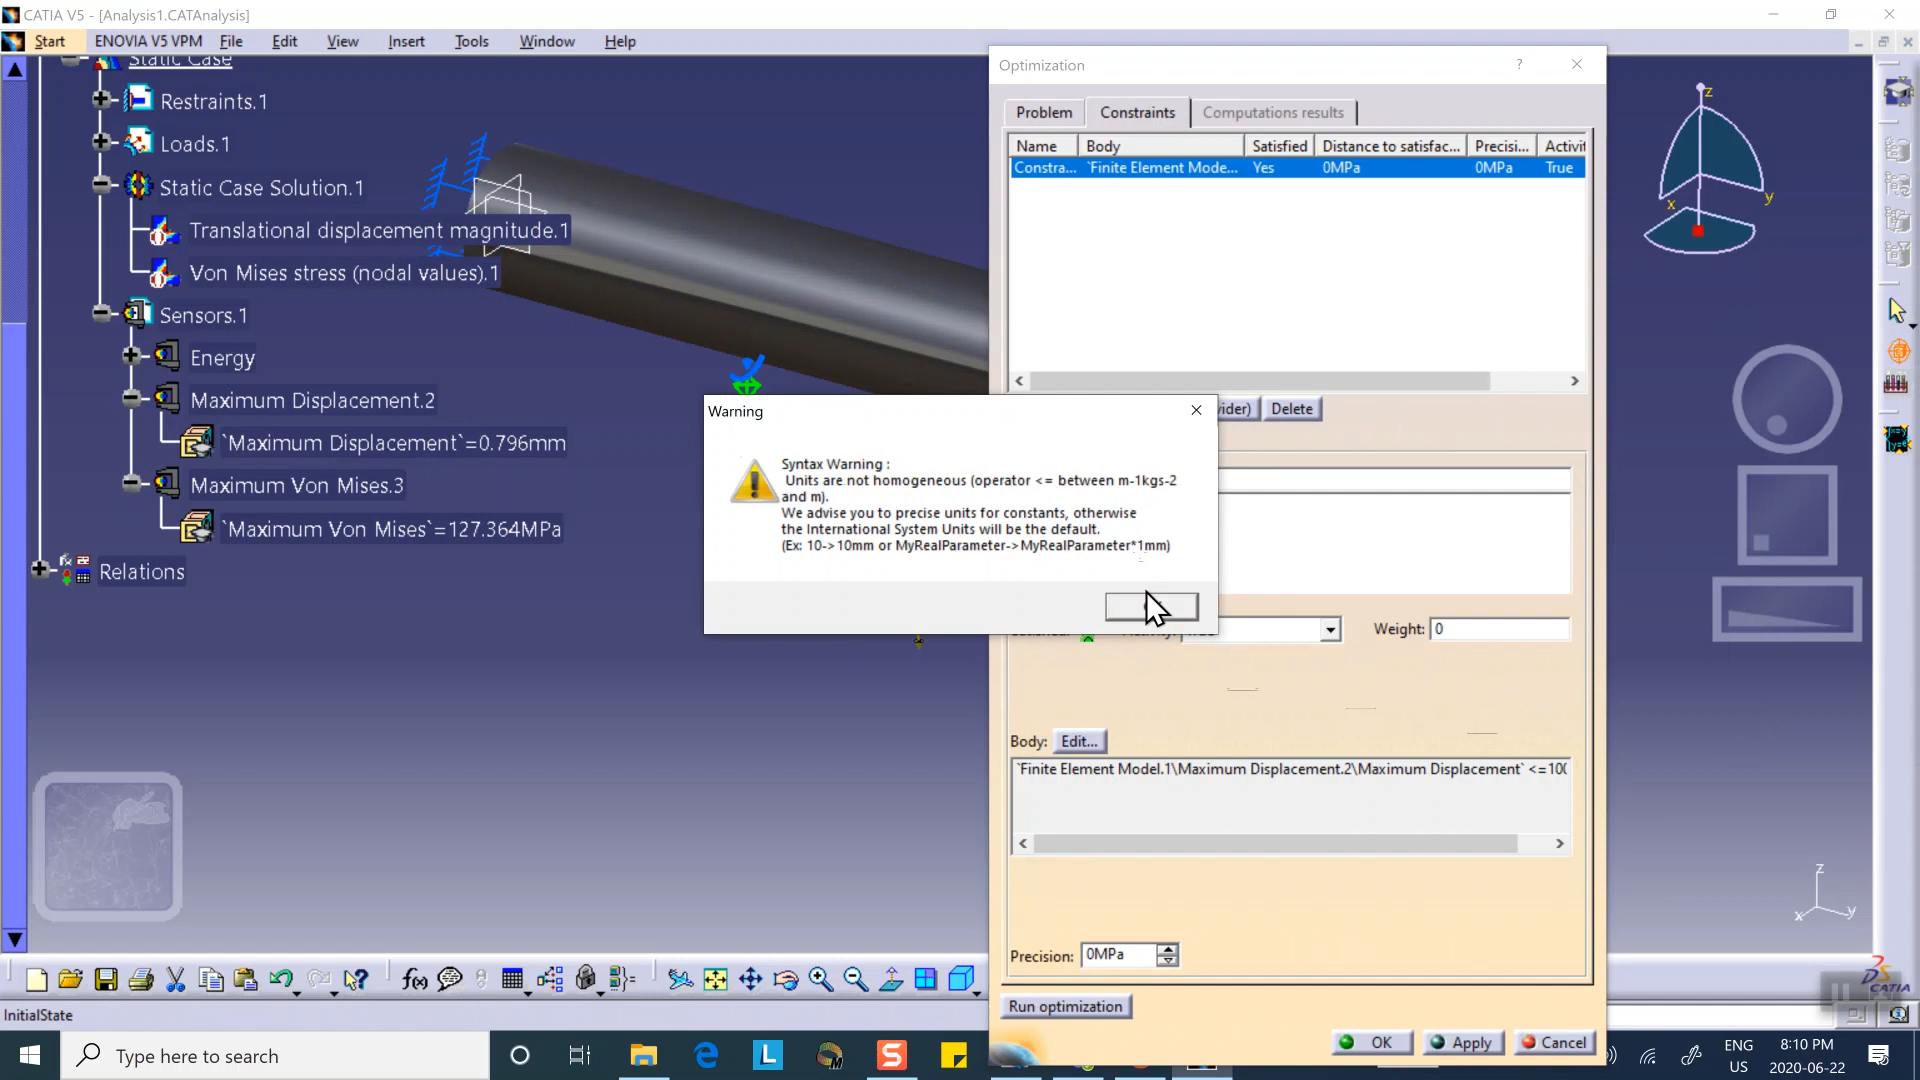 CATIA V5 - [Analysis1.CATAnalysis]
Start ENOVIA V5 VPM File Edit View Insert Tools Window Help
Static Case
Restraints.1
Loads.1
Static Case Solution.1
Translational displacement magnitude.1
Von Mises stress (nodal values).1
Sensors.1
Energy
Maximum Displacement.2
`Maximum Displacement`=0.796mm
Maximum Von Mises.3
`Maximum Von Mises`=127.364MPa
Relations
Optimization
?
Problem Constraints Computations results
Name Body Satisfied Distance to satisfac... Precisi... Activit
Constra... `Finite Element Mode... Yes 0MPa 0MPa True
vider) Delete
Warning
Syntax Warning :
Units are not homogeneous (operator <= between m-1kgs-2
and m).
We advise you to precise units for constants, otherwise
the International System Units will be the default.
(Ex: 10->10mm or MyRealParameter->MyRealParameter*1mm)
Weight: 0
Body: Edit...
`Finite Element Model.1\Maximum Displacement.2\Maximum Displacement` <=100
Precision: 0MPa
Run optimization
OK Apply Cancel
z
y
x
z
x y
f(x)
CATIA
InitialState
Type here to search
L
S
ENG
US
8:10 PM
2020-06-22